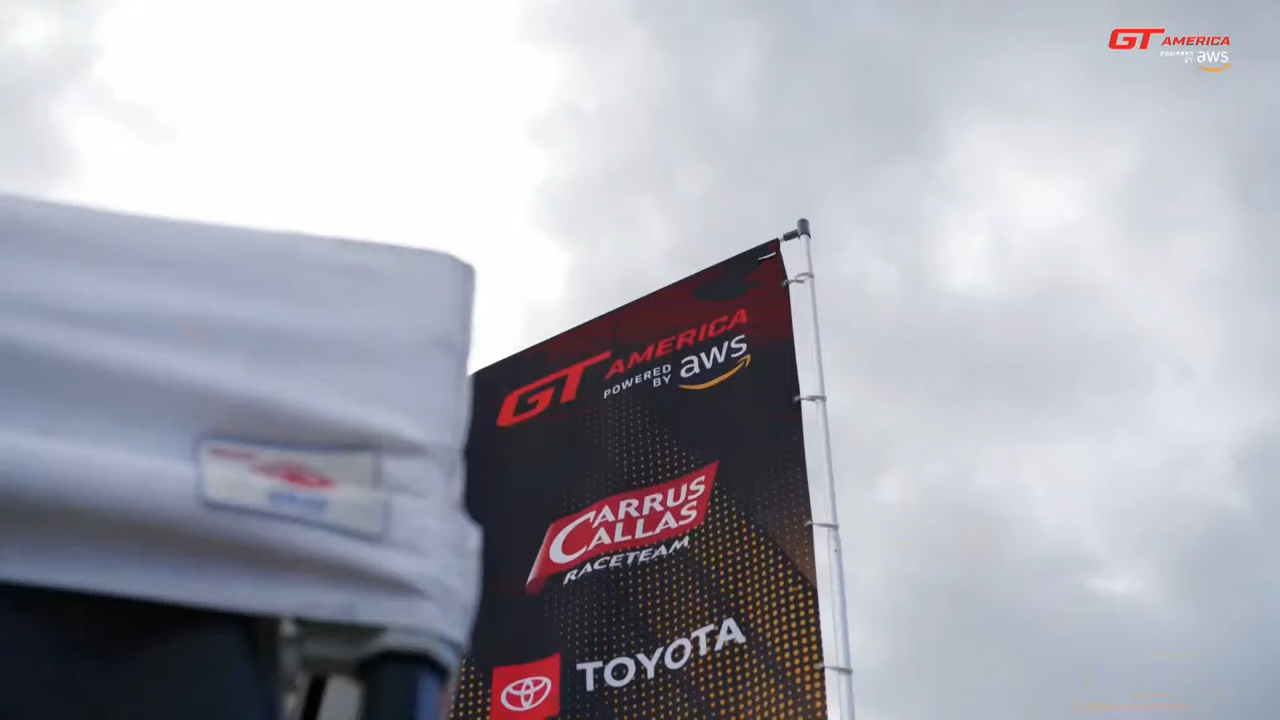 GT AMERICA
POWERED BY aws
GT AMERICA
POWERED BY aws
CARRUS
CALLAS
RACETEAM
TOYOTA